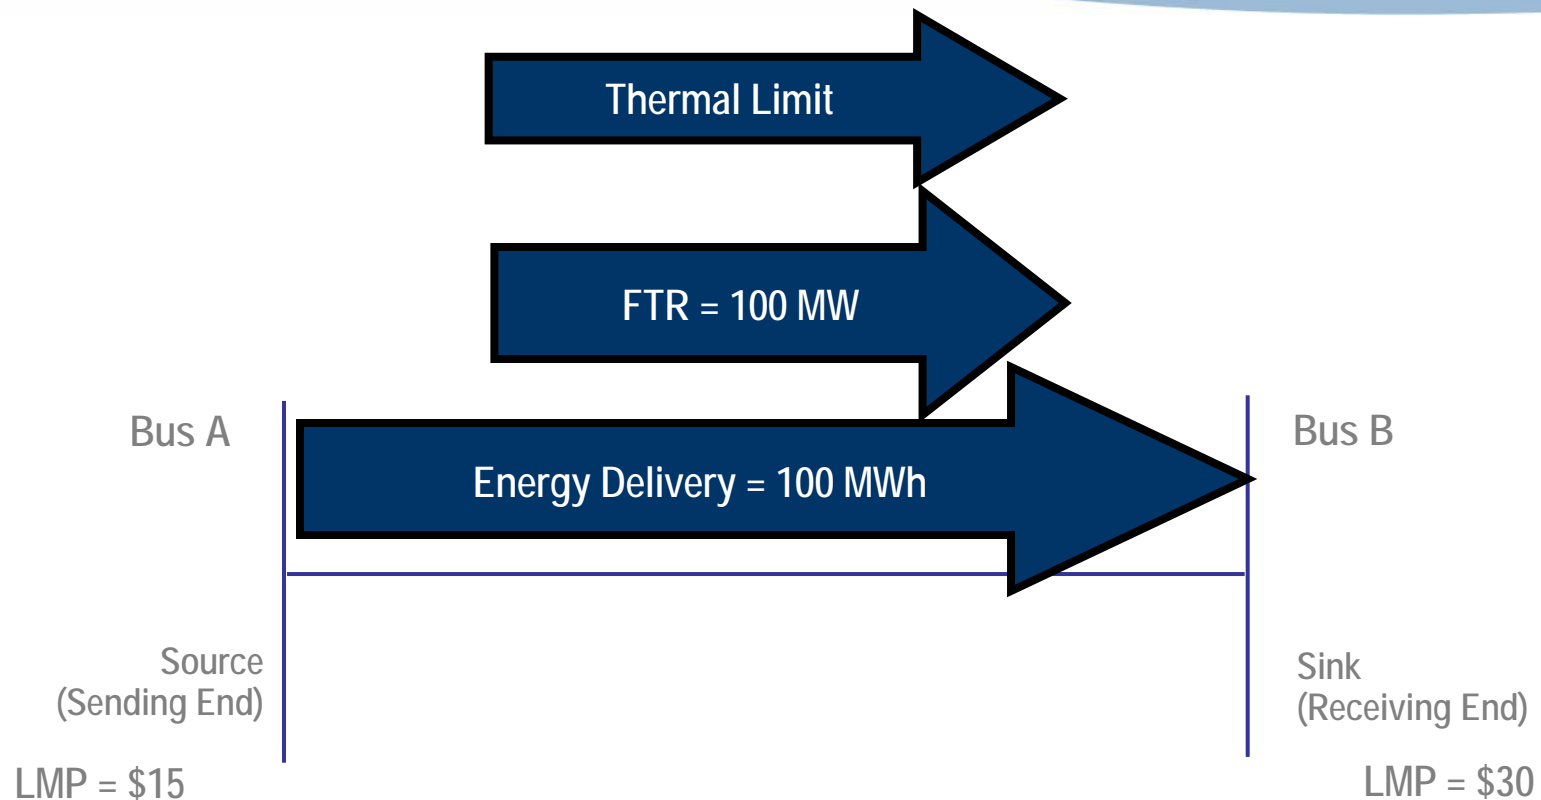 Thermal Limit
FTR = 100 MW
Bus A
Bus B
Energy Delivery = 100 MWh
Source
(Sending End)
Sink
(Receiving End)
LMP = $15
LMP = $30